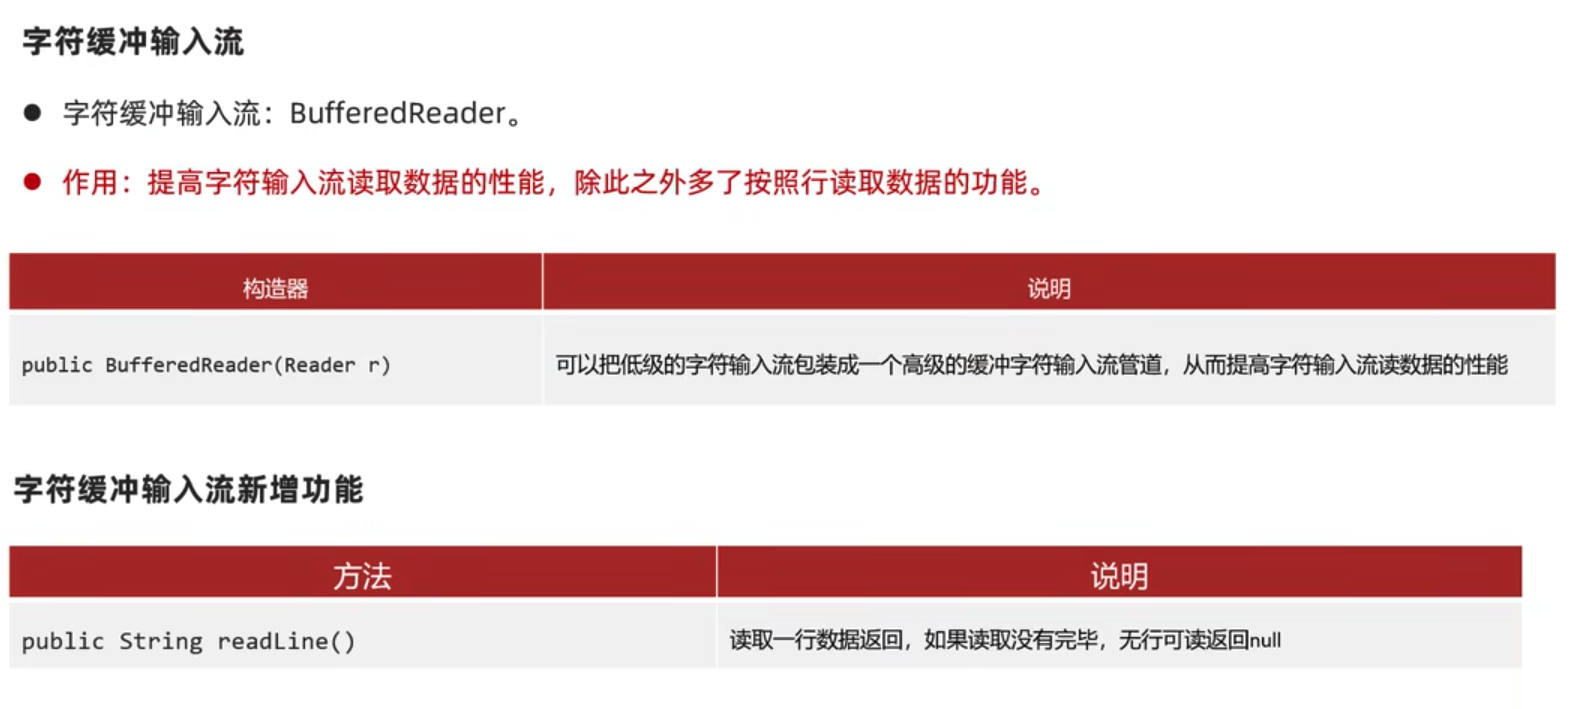 字符缓冲输入流
● 字符缓冲输入流：BufferedReader。
● 作用：提高字符输入流读取数据的性能，除此之外多了按照行读取数据的功能。
构造器 说明
public BufferedReader(Reader r) 可以把低级的字符输入流包装成一个高级的缓冲字符输入流管道，从而提高字符输入流读数据的性能
字符缓冲输入流新增功能
方法 说明
public String readLine() 读取一行数据返回，如果读取没有完毕，无行可读返回null